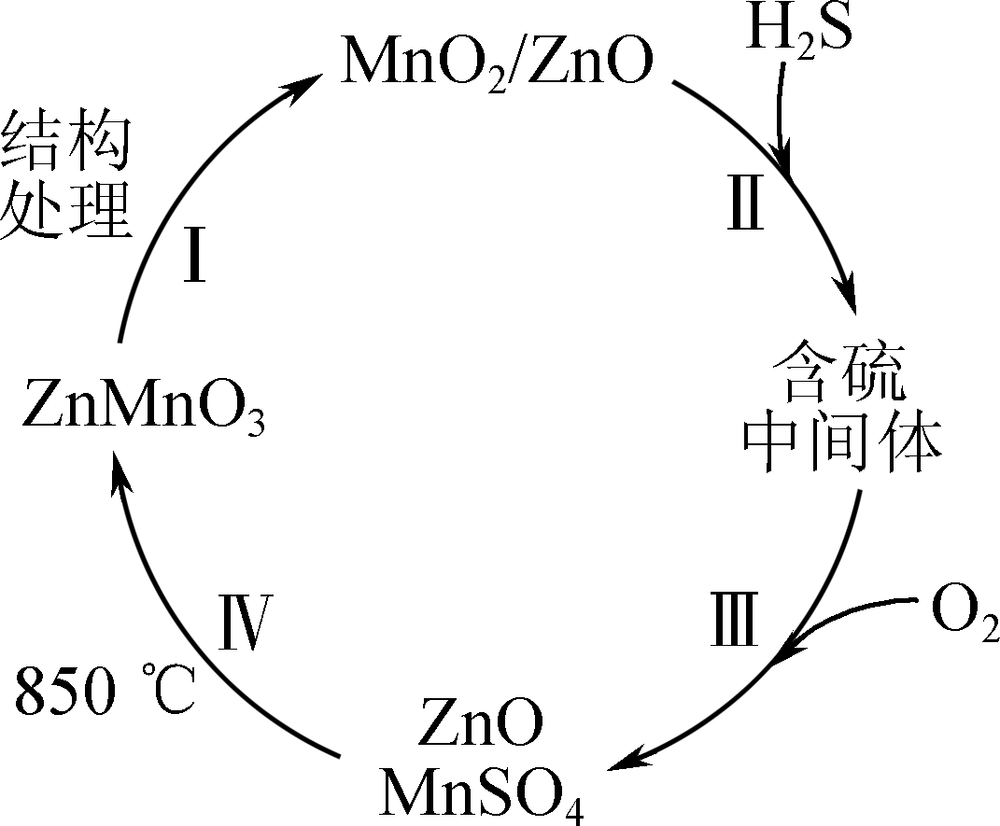 MnO₂/ZnO
H₂S
结构
处理
Ⅰ
Ⅱ
ZnMnO₃
含硫
中间体
Ⅳ
Ⅲ
O₂
850 ℃
ZnO
MnSO₄